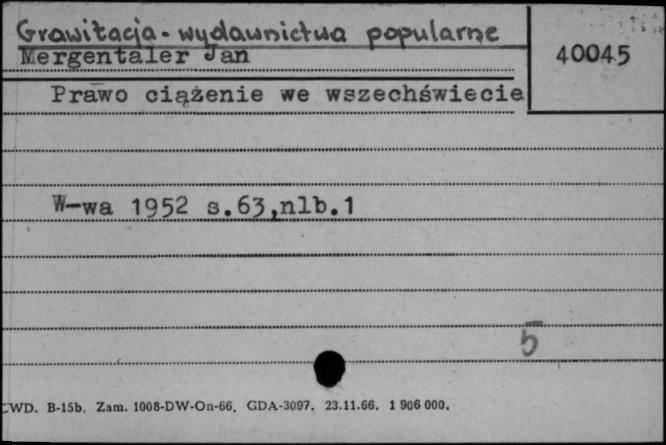 Grawitacja - wydawnictwa popularne
40045
Mergentaler Jan
Prawo ciążenie we wszechświecie
W-wa 1952 s.63,nlb.1
5
WD. B-15b. Zam. 1008-DW-On-66. GDA-3097. 23.11.66. 1 906 000.